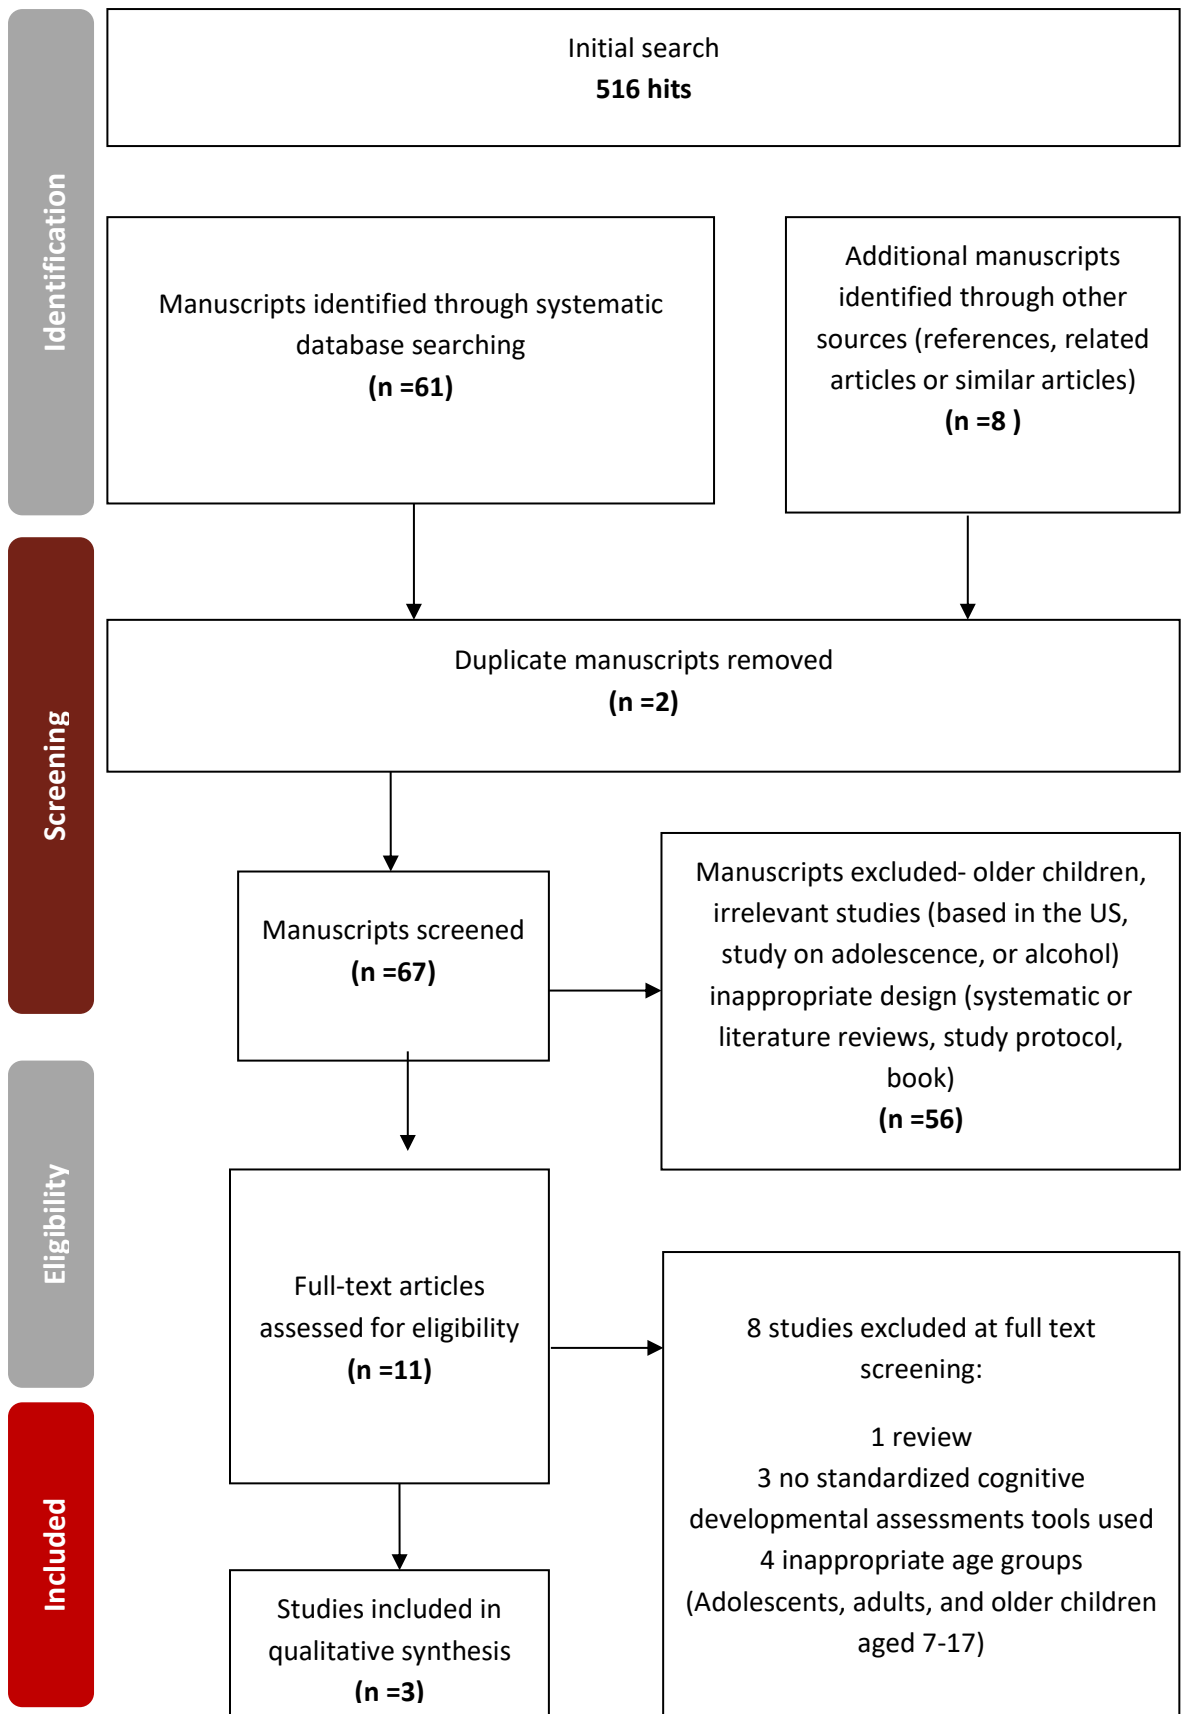 Identification
Initial search
516 hits
Manuscripts identified through systematic
database searching
(n =61)
Additional manuscripts
identified through other
sources (references, related
articles or similar articles)
(n =8 )
Screening
Duplicate manuscripts removed
(n =2)
Manuscripts screened
(n =67)
Manuscripts excluded- older children,
irrelevant studies (based in the US,
study on adolescence, or alcohol)
inappropriate design (systematic or
literature reviews, study protocol,
book)
(n =56)
Eligibility
Full-text articles
assessed for eligibility
(n =11)
8 studies excluded at full text
screening:
1 review
3 no standardized cognitive
developmental assessments tools used
4 inappropriate age groups
(Adolescents, adults, and older children
aged 7-17)
Included
Studies included in
qualitative synthesis
(n =3)